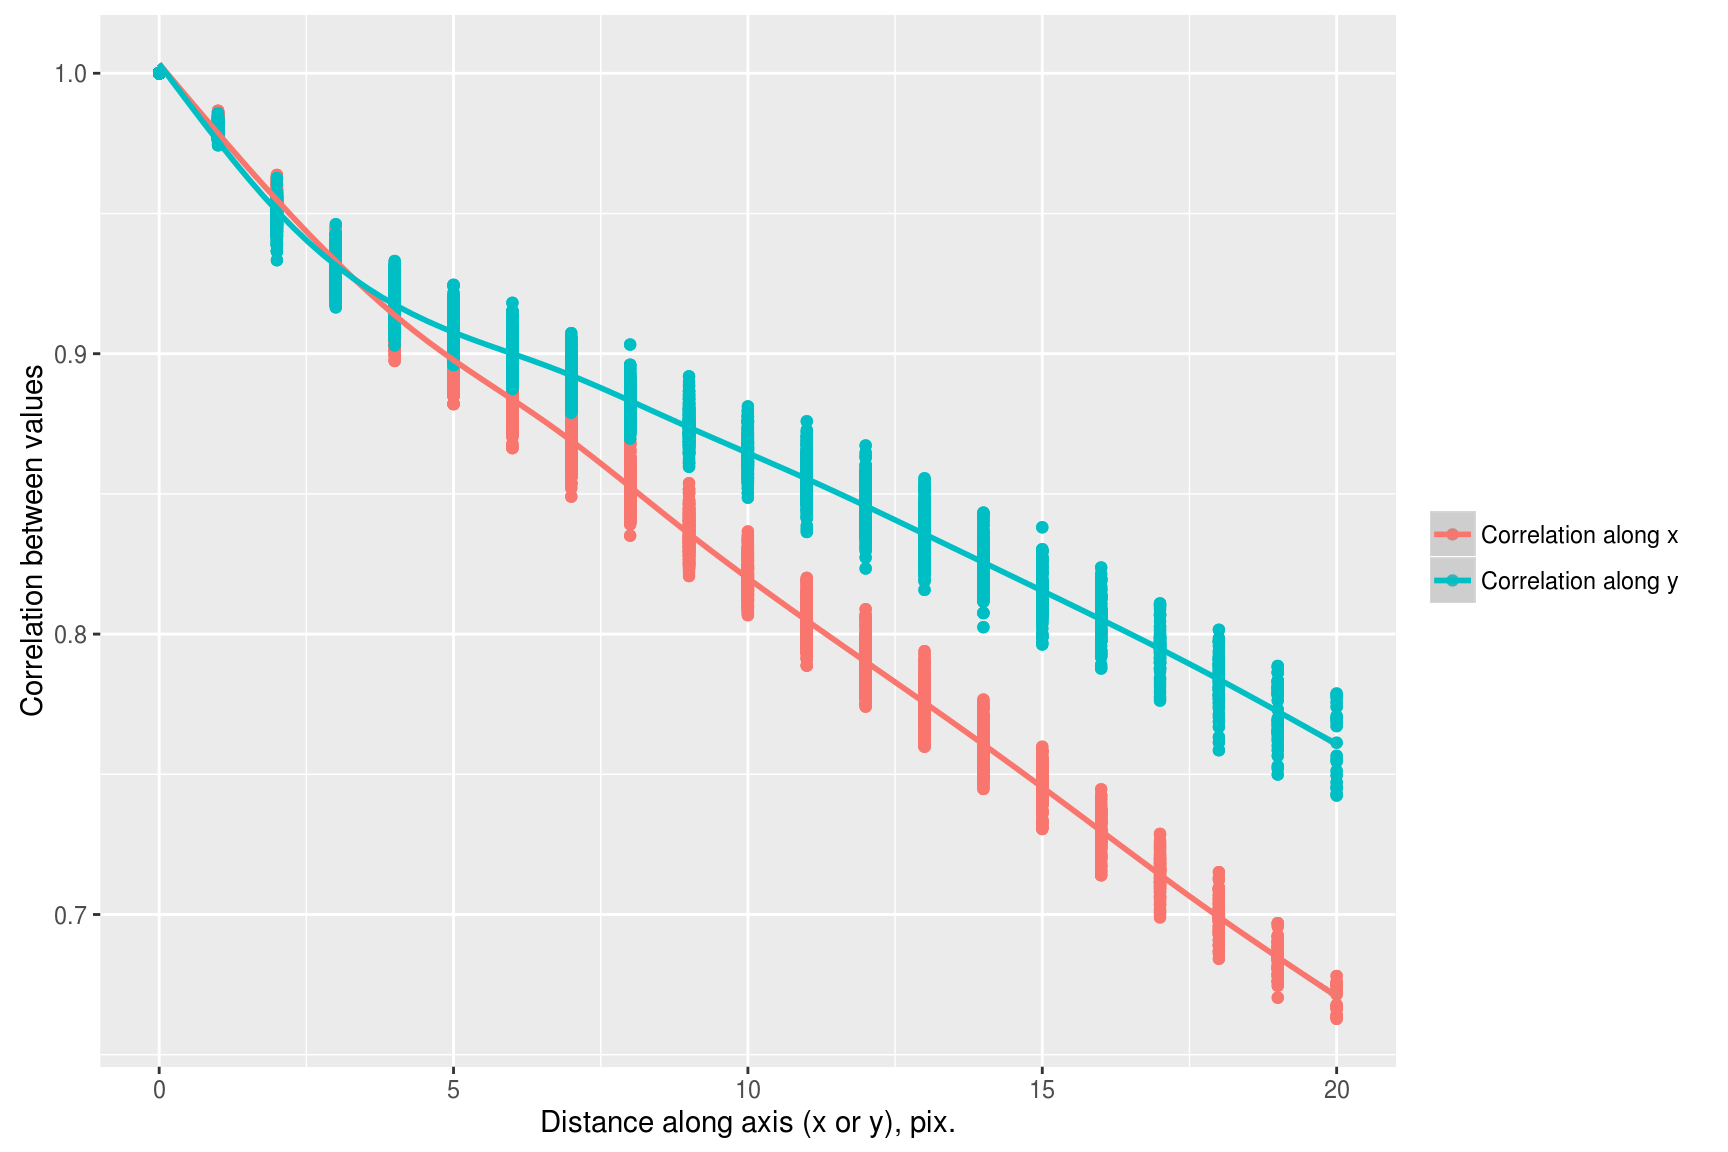 Correlation between values
1.0
0.9
0.8
0.7
0 5 10 15 20
Distance along axis (x or y), pix.
Correlation along x
Correlation along y